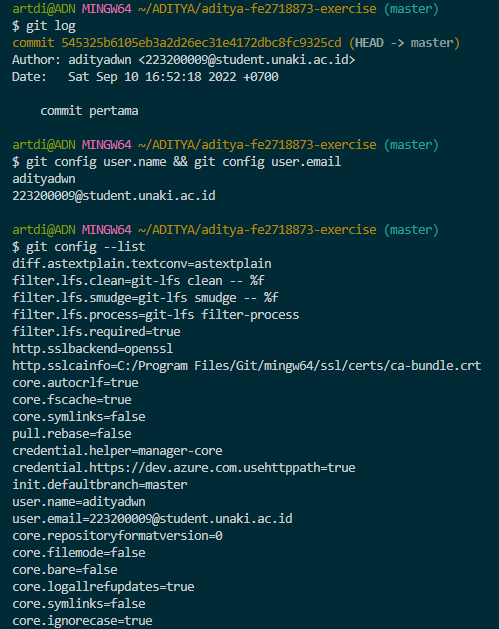 artdi@ADN MINGW64 ~/ADITYA/aditya-fe2718873-exercise (master)
$ git log
commit 545325b6105eb3a2d26ec31e4172dbc8fc9325cd (HEAD -> master)
Author: adityadwn <223200009@student.unaki.ac.id>
Date:   Sat Sep 10 16:52:18 2022 +0700
    commit pertama
artdi@ADN MINGW64 ~/ADITYA/aditya-fe2718873-exercise (master)
$ git config user.name && git config user.email
adityadwn
223200009@student.unaki.ac.id
artdi@ADN MINGW64 ~/ADITYA/aditya-fe2718873-exercise (master)
$ git config --list
diff.astextplain.textconv=astextplain
filter.lfs.clean=git-lfs clean -- %f
filter.lfs.smudge=git-lfs smudge -- %f
filter.lfs.process=git-lfs filter-process
filter.lfs.required=true
http.sslbackend=openssl
http.sslcainfo=C:/Program Files/Git/mingw64/ssl/certs/ca-bundle.crt
core.autocrlf=true
core.fscache=true
core.symlinks=false
pull.rebase=false
credential.helper=manager-core
credential.https://dev.azure.com.usehttppath=true
init.defaultbranch=master
user.name=adityadwn
user.email=223200009@student.unaki.ac.id
core.repositoryformatversion=0
core.filemode=false
core.bare=false
core.logallrefupdates=true
core.symlinks=false
core.ignorecase=true